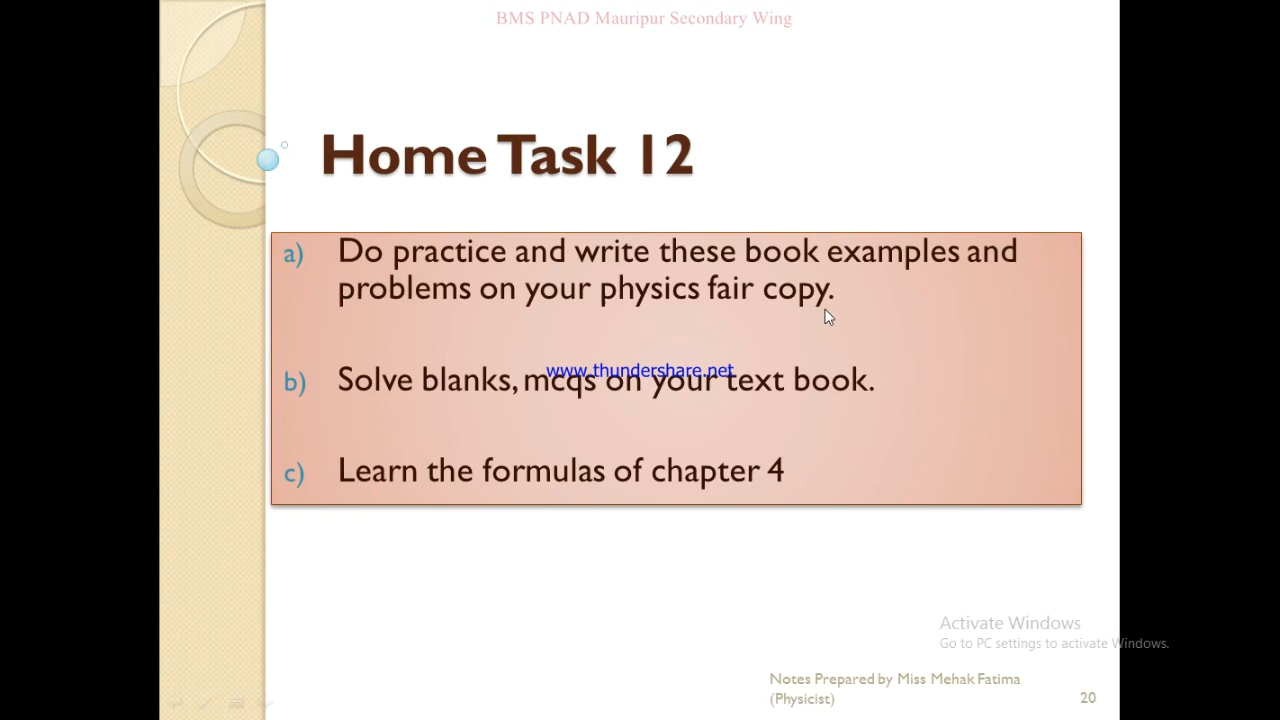 BMS PNAD Mauripur Secondary Wing
Home Task 12
a) Do practice and write these book examples and
problems on your physics fair copy.
www.thundershare.net
b) Solve blanks, mcqs on your text book.
c) Learn the formulas of chapter 4
Activate Windows
Go to PC settings to activate Windows.
Notes Prepared by Miss Mehak Fatima
(Physicist)
20